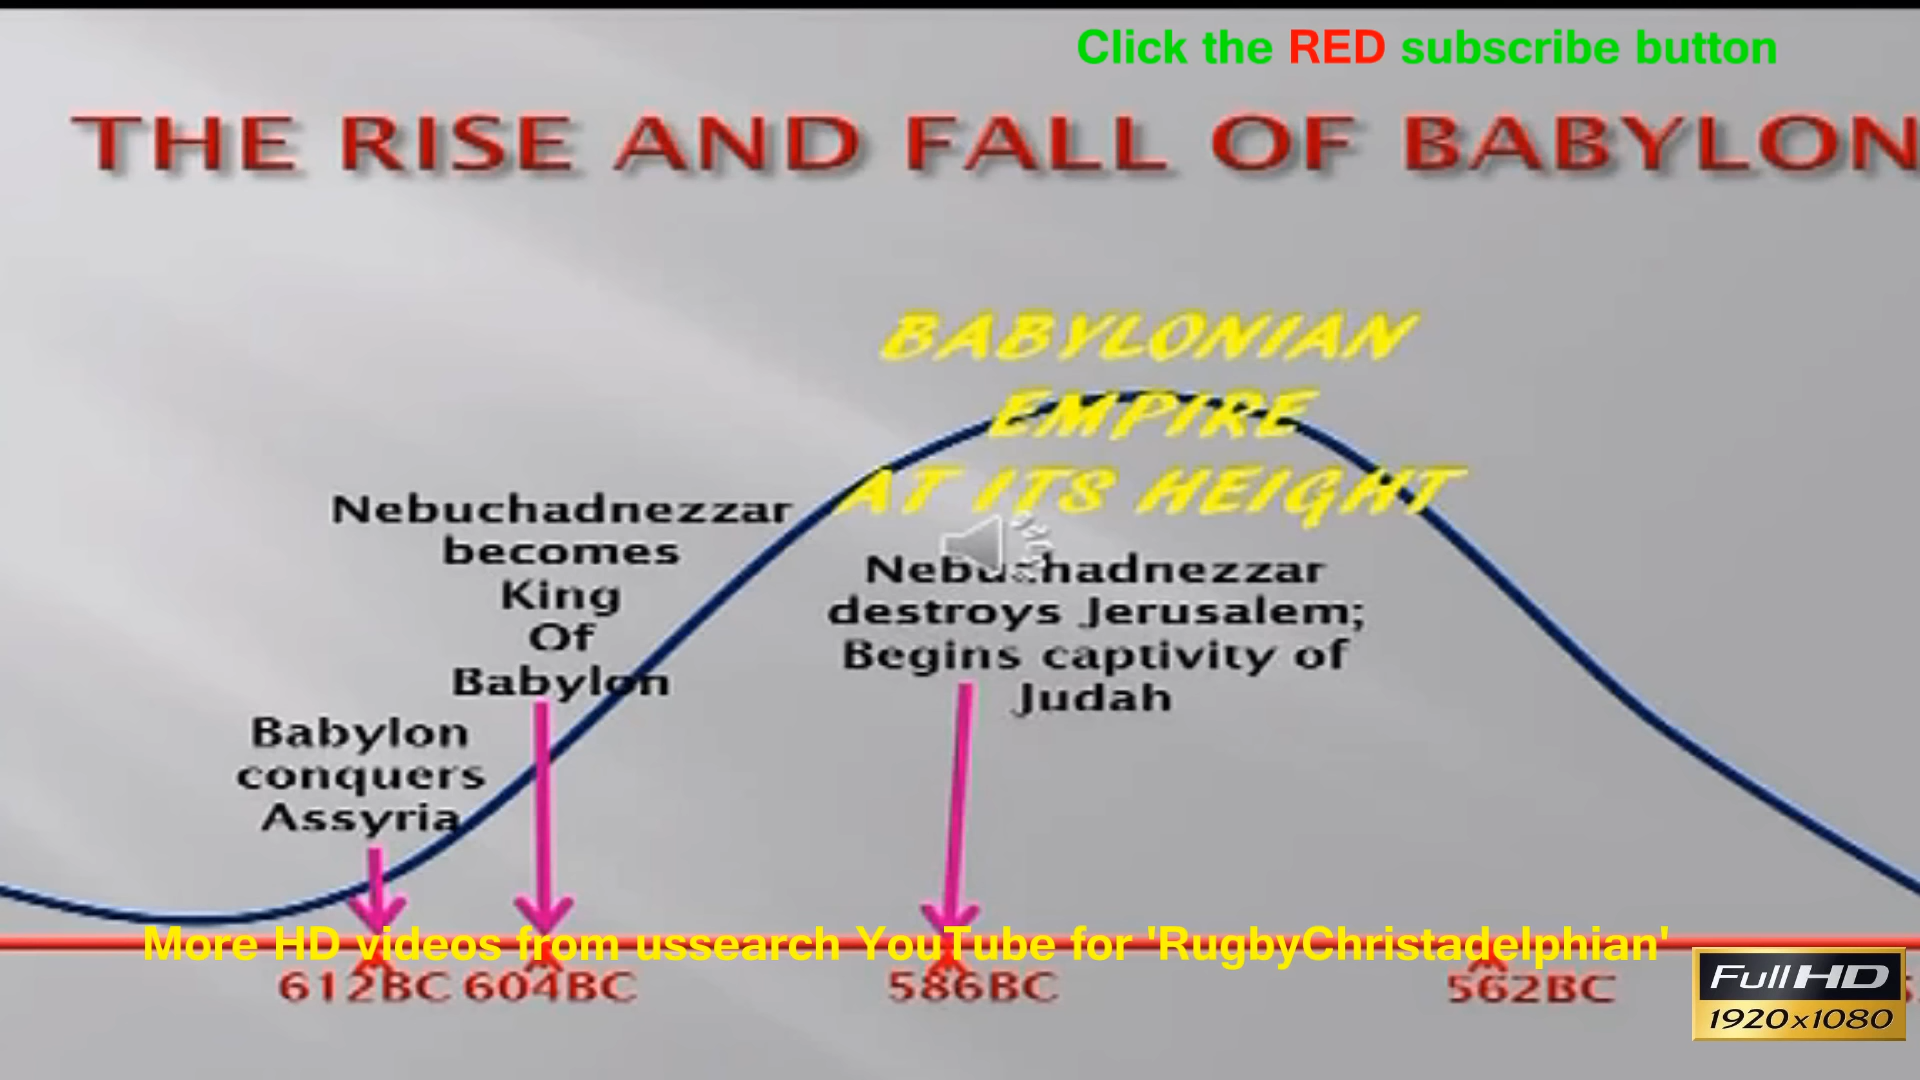 Click the RED subscribe button
THE RISE AND FALL OF BABYLON
BABYLONIAN
EMPIRE
AT ITS HEIGHT
Nebuchadnezzar
becomes
King
Of
Babylon
Nebuchadnezzar
destroys Jerusalem;
Begins captivity of
Judah
Babylon
conquers
Assyria
More HD videos from ussearch YouTube for 'RugbyChristadelphian'
612BC 604BC 586BC 562BC
Full HD
1920x1080